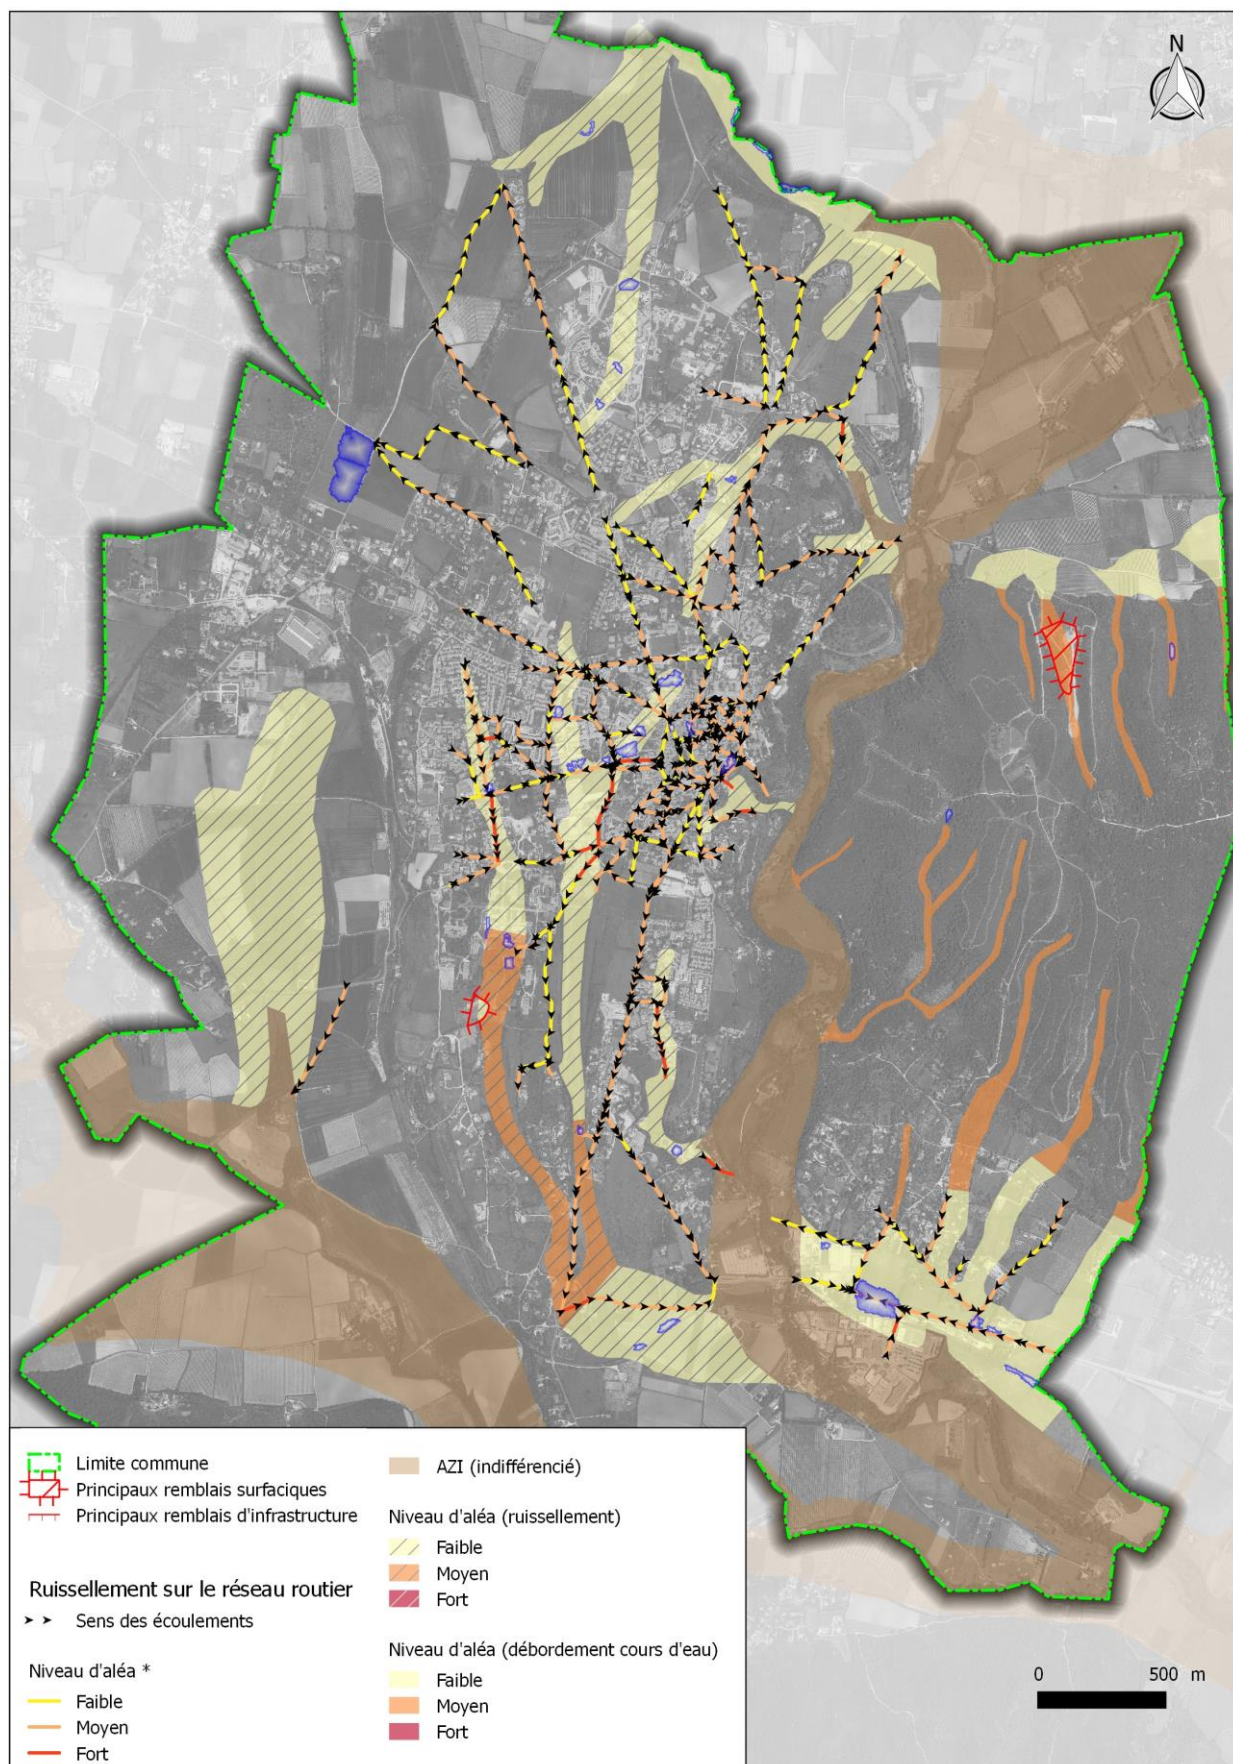 N
Limite commune
Principaux remblais surfaciques
Principaux remblais d'infrastructure
Ruissellement sur le réseau routier
Sens des écoulements
Niveau d'aléa *
Faible
Moyen
Fort
AZI (indifférencié)
Niveau d'aléa (ruissellement)
Faible
Moyen
Fort
Niveau d'aléa (débordement cours d'eau)
Faible
Moyen
Fort
0 500 m